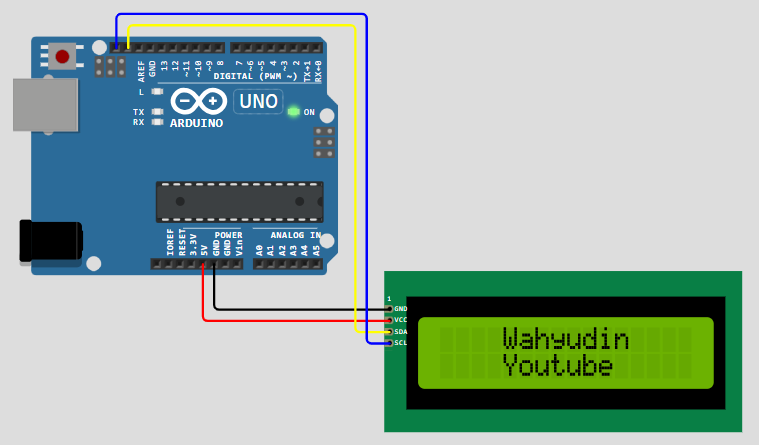 AREF
GND
13
12
~11
~10
~9
8
7
~6
~5
4
~3
2
TX→1
RX←0
DIGITAL (PWM ~)
L
TX
RX
UNO
ON
ARDUINO
IOREF
RESET
3.3V
5V
GND
GND
Vin
POWER
ANALOG IN
A0
A1
A2
A3
A4
A5
1
GND
VCC
SDA
SCL
Wahyudin
Youtube